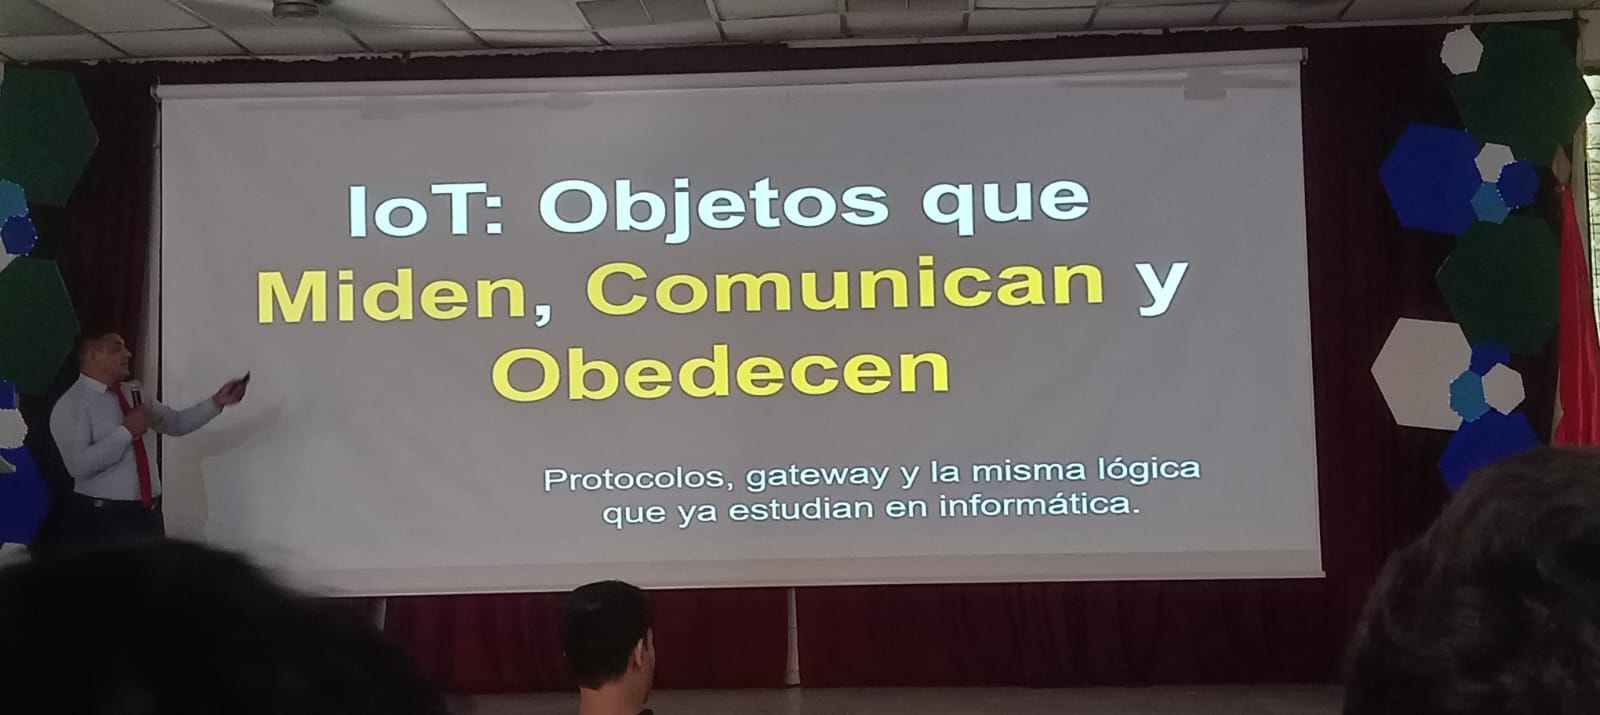 IoT: Objetos que
Miden, Comunican y
Obedecen
Protocolos, gateway y la misma lógica
que ya estudian en informática.